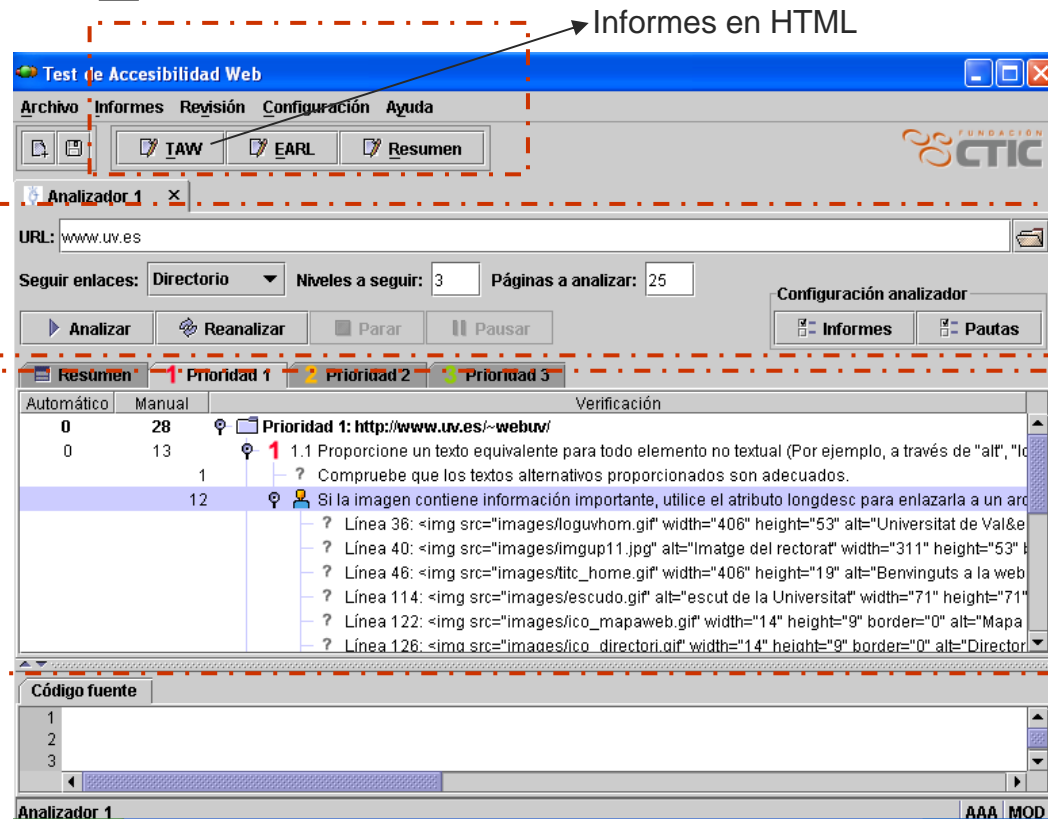 Informes en HTML
Test de Accesibilidad Web
Archivo Informes Revisión Configuración Ayuda
TAW EARL Resumen
FUNDACIÓN
CTIC
Analizador 1 ×
URL: www.uv.es
Seguir enlaces: Directorio Niveles a seguir: 3 Páginas a analizar: 25
Configuración analizador
Analizar Reanalizar Parar Pausar Informes Pautas
Resumen 1 Prioridad 1 2 Prioridad 2 3 Prioridad 3
Automático Manual Verificación
0 28 Prioridad 1: http://www.uv.es/~webuv/
0 13 1 1.1 Proporcione un texto equivalente para todo elemento no textual (Por ejemplo, a través de "alt", "lo
1 ? Compruebe que los textos alternativos proporcionados son adecuados.
12 Si la imagen contiene información importante, utilice el atributo longdesc para enlazarla a un arc
? Línea 36: <img src="images/loguvhom.gif" width="406" height="53" alt="Universitat de Val&e
? Línea 40: <img src="images/imgup11.jpg" alt="Imatge del rectorat" width="311" height="53" b
? Línea 46: <img src="images/titc_home.gif" width="406" height="19" alt="Benvinguts a la web
? Línea 114: <img src="images/escudo.gif" alt="escut de la Universitat" width="71" height="71"
? Línea 122: <img src="images/ico_mapaweb.gif" width="14" height="9" border="0" alt="Mapa
? Línea 126: <img src="images/ico_directori.gif" width="14" height="9" border="0" alt="Director
Código fuente
1
2
3
Analizador 1 AAA MOD